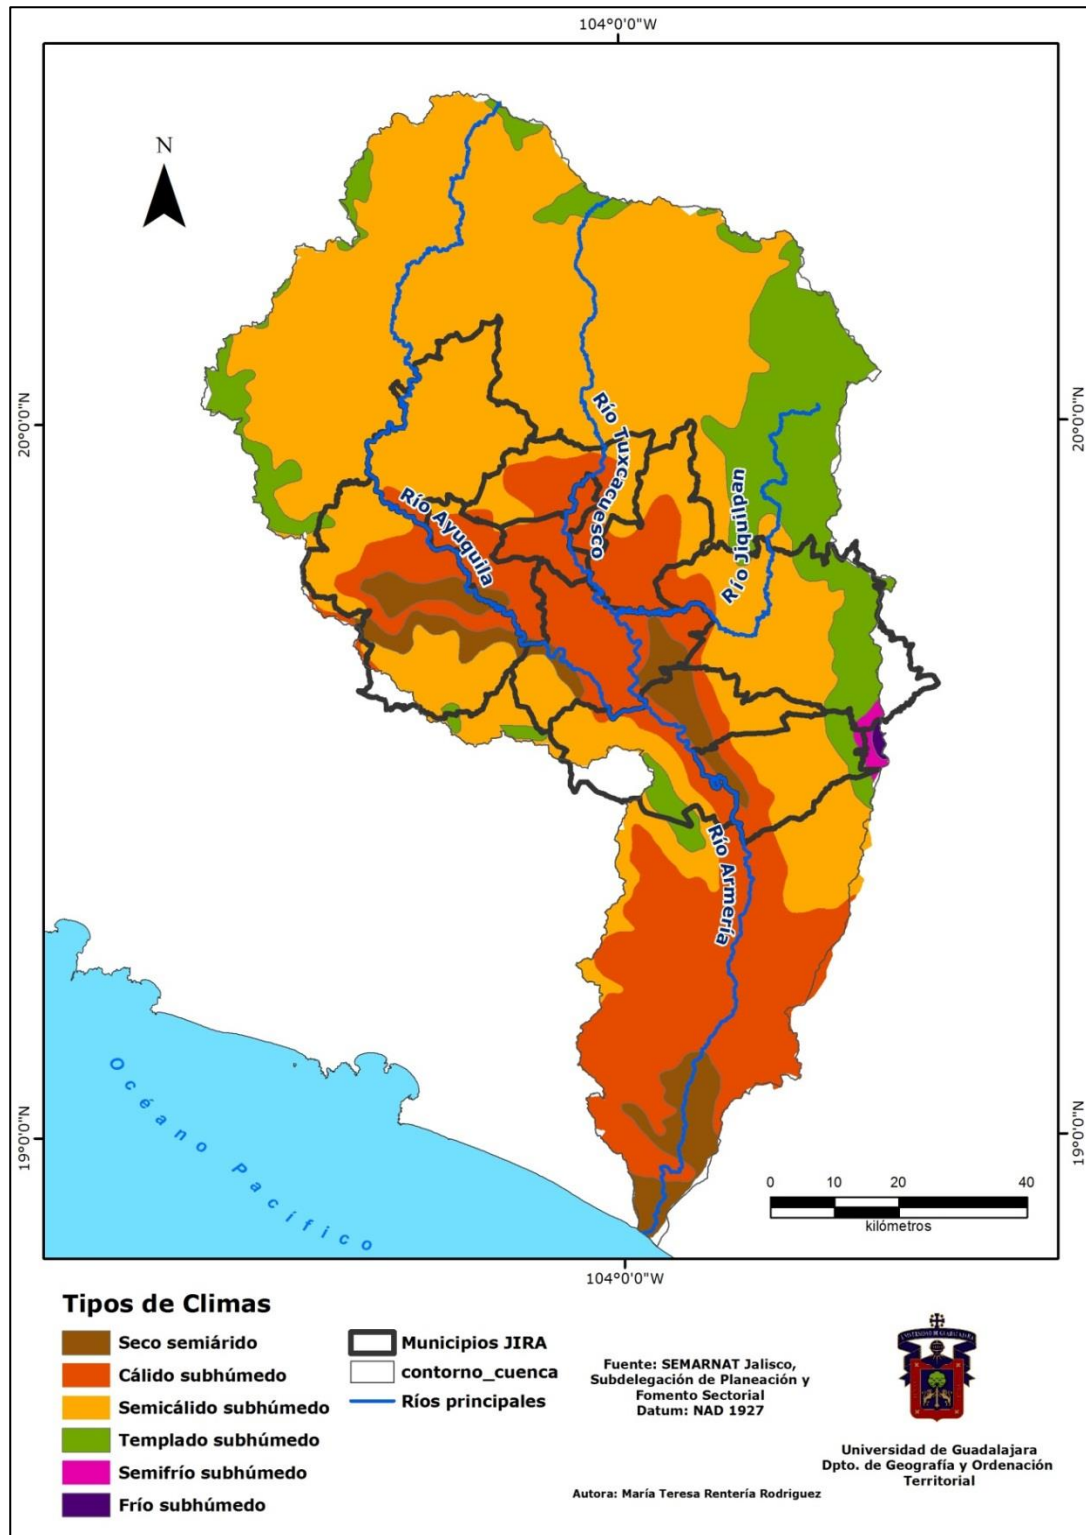 104°0'0"W
N
20°0'0"N
20°0'0"N
Río Tuxcacuesco
Río Ayuquila
Río Jibnilpdan
Río Armería
19°0'0"N
19°0'0"N
Océano Pacífico
0 10 20 40
kilómetros
104°0'0"W
Tipos de Climas
Seco semiárido
Cálido subhúmedo
Semicálido subhúmedo
Templado subhúmedo
Semifrío subhúmedo
Frío subhúmedo
Municipios JIRA
contorno_cuenca
Ríos principales
Fuente: SEMARNAT Jalisco,
Subdelegación de Planeación y
Fomento Sectorial
Datum: NAD 1927
Autora: María Teresa Rentería Rodriguez
Universidad de Guadalajara
Dpto. de Geografía y Ordenación
Territorial